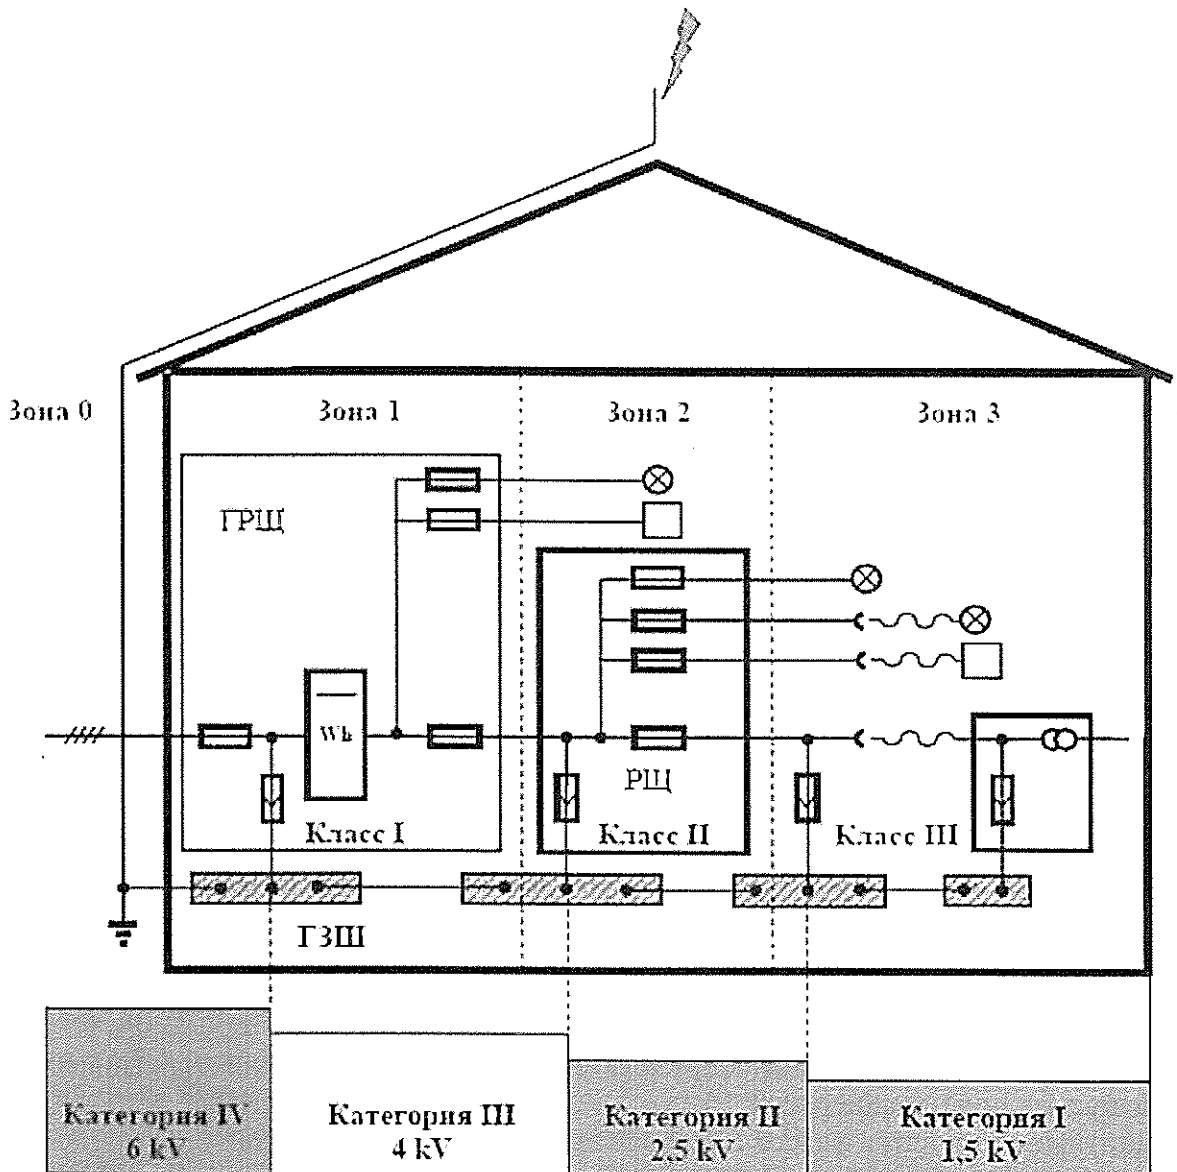 Зона 0
Зона 1
Зона 2
Зона 3
ГРЩ
Wh
РЩ
Класс I
Класс II
Класс III
ГЗШ
Категория IV
6 kV
Категория III
4 kV
Категория II
2,5 kV
Категория I
1,5 kV